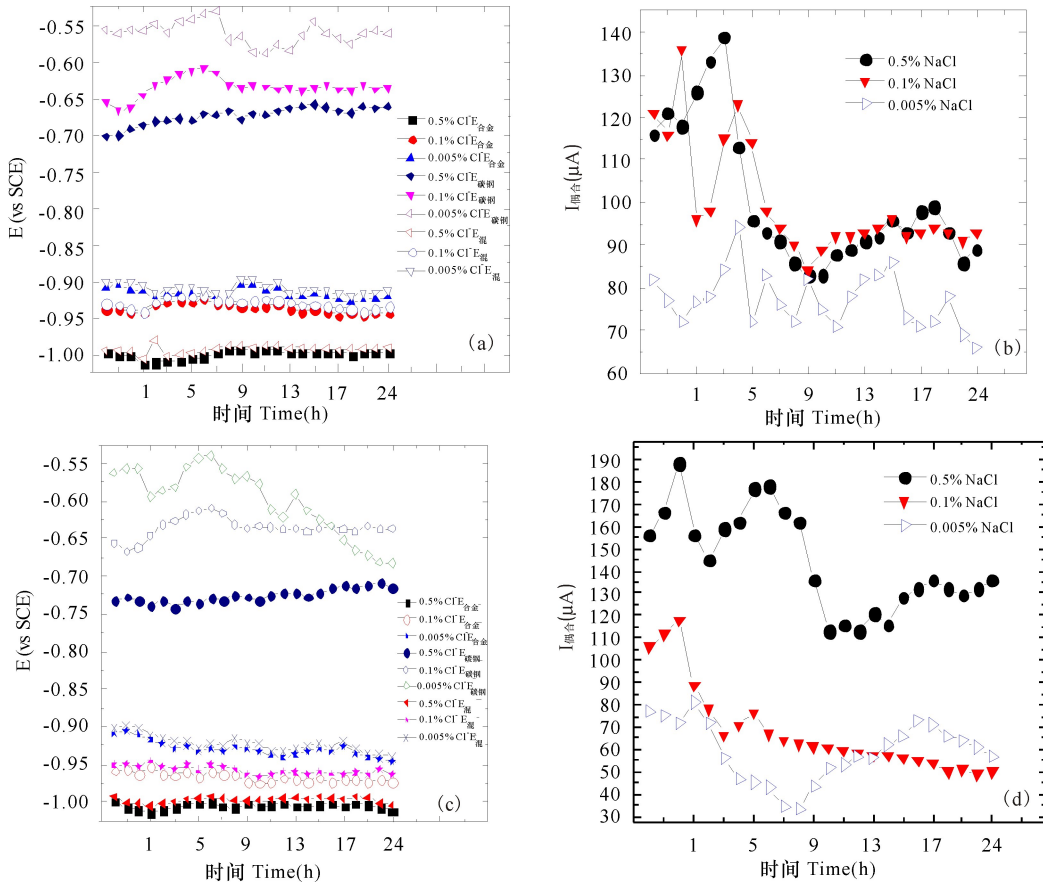 -0.55
-0.60
-0.65
-0.70
-0.75
-0.80
-0.85
-0.90
-0.95
-1.00
E (vs SCE)
0.5% Cl⁻E合金
0.1% Cl⁻E合金
0.005% Cl⁻E合金
0.5% Cl⁻E碳钢
0.1% Cl⁻E碳钢
0.005% Cl⁻E碳钢
0.5% Cl⁻E混
0.1% Cl⁻E混
0.005% Cl⁻E混
(a)
1 5 9 13 17 24
时间 Time(h)
140
130
120
110
100
90
80
70
60
I偶合(μA)
0.5% NaCl
0.1% NaCl
0.005% NaCl
(b)
1 5 9 13 17 24
时间 Time(h)
-0.55
-0.60
-0.65
-0.70
-0.75
-0.80
-0.85
-0.90
-0.95
-1.00
E (vs SCE)
0.5% Cl⁻E合金
0.1% Cl⁻E合金
0.005% Cl⁻E合金
0.5% Cl⁻E碳钢
0.1% Cl⁻E碳钢
0.005% Cl⁻E碳钢
0.5% Cl⁻E混
0.1% Cl⁻E混
0.005% Cl⁻E混
(c)
1 5 9 13 17 24
时间 Time(h)
190
180
160
150
130
120
110
100
90
80
60
50
40
30
I偶合(μA)
0.5% NaCl
0.1% NaCl
0.005% NaCl
(d)
1 5 9 13 17 24
时间 Time(h)